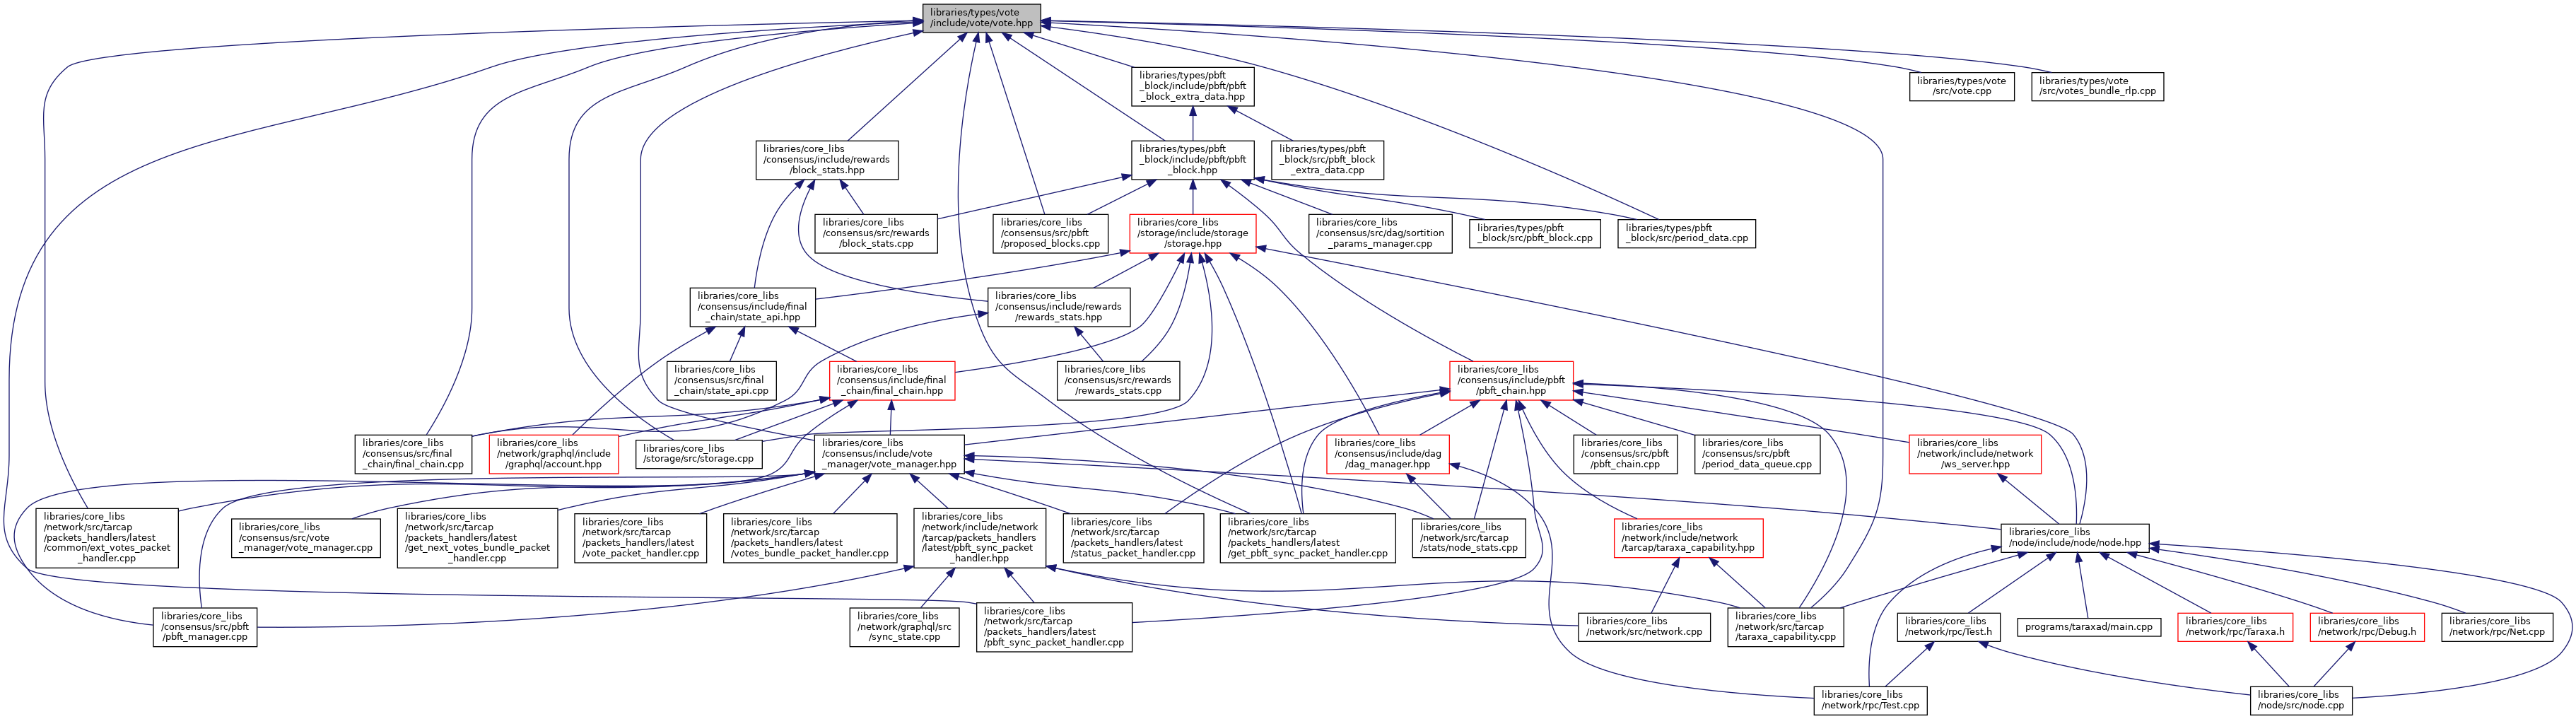 libraries/types/vote
/include/vote/vote.hpp
libraries/types/pbft
_block/include/pbft/pbft
_block_extra_data.hpp
libraries/types/vote
/src/vote.cpp
libraries/types/vote
/src/votes_bundle_rlp.cpp
libraries/core_libs
/consensus/include/rewards
/block_stats.hpp
libraries/types/pbft
_block/include/pbft/pbft
_block.hpp
libraries/types/pbft
_block/src/pbft_block
_extra_data.cpp
libraries/core_libs
/consensus/src/rewards
/block_stats.cpp
libraries/core_libs
/consensus/src/pbft
/proposed_blocks.cpp
libraries/core_libs
/storage/include/storage
/storage.hpp
libraries/core_libs
/consensus/src/dag/sortition
_params_manager.cpp
libraries/types/pbft
_block/src/pbft_block.cpp
libraries/types/pbft
_block/src/period_data.cpp
libraries/core_libs
/consensus/include/final
_chain/state_api.hpp
libraries/core_libs
/consensus/include/rewards
/rewards_stats.hpp
libraries/core_libs
/consensus/src/final
_chain/state_api.cpp
libraries/core_libs
/consensus/include/final
_chain/final_chain.hpp
libraries/core_libs
/consensus/src/rewards
/rewards_stats.cpp
libraries/core_libs
/consensus/include/pbft
/pbft_chain.hpp
libraries/core_libs
/consensus/src/final
_chain/final_chain.cpp
libraries/core_libs
/network/graphql/include
/graphql/account.hpp
libraries/core_libs
/storage/src/storage.cpp
libraries/core_libs
/consensus/include/vote
_manager/vote_manager.hpp
libraries/core_libs
/consensus/include/dag
/dag_manager.hpp
libraries/core_libs
/consensus/src/pbft
/pbft_chain.cpp
libraries/core_libs
/consensus/src/pbft
/period_data_queue.cpp
libraries/core_libs
/network/include/network
/ws_server.hpp
libraries/core_libs
/network/src/tarcap
/packets_handlers/latest
/common/ext_votes_packet
_handler.cpp
libraries/core_libs
/consensus/src/vote
_manager/vote_manager.cpp
libraries/core_libs
/network/src/tarcap
/packets_handlers/latest
/get_next_votes_bundle_packet
_handler.cpp
libraries/core_libs
/network/src/tarcap
/packets_handlers/latest
/vote_packet_handler.cpp
libraries/core_libs
/network/src/tarcap
/packets_handlers/latest
/votes_bundle_packet_handler.cpp
libraries/core_libs
/network/include/network
/tarcap/packets_handlers
/latest/pbft_sync_packet
_handler.hpp
libraries/core_libs
/network/src/tarcap
/packets_handlers/latest
/status_packet_handler.cpp
libraries/core_libs
/network/src/tarcap
/packets_handlers/latest
/get_pbft_sync_packet_handler.cpp
libraries/core_libs
/network/src/tarcap
/stats/node_stats.cpp
libraries/core_libs
/network/include/network
/tarcap/taraxa_capability.hpp
libraries/core_libs
/node/include/node/node.hpp
libraries/core_libs
/consensus/src/pbft
/pbft_manager.cpp
libraries/core_libs
/network/graphql/src
/sync_state.cpp
libraries/core_libs
/network/src/tarcap
/packets_handlers/latest
/pbft_sync_packet_handler.cpp
libraries/core_libs
/network/src/network.cpp
libraries/core_libs
/network/src/tarcap
/taraxa_capability.cpp
libraries/core_libs
/network/rpc/Test.h
programs/taraxad/main.cpp
libraries/core_libs
/network/rpc/Taraxa.h
libraries/core_libs
/network/rpc/Debug.h
libraries/core_libs
/network/rpc/Net.cpp
libraries/core_libs
/network/rpc/Test.cpp
libraries/core_libs
/node/src/node.cpp